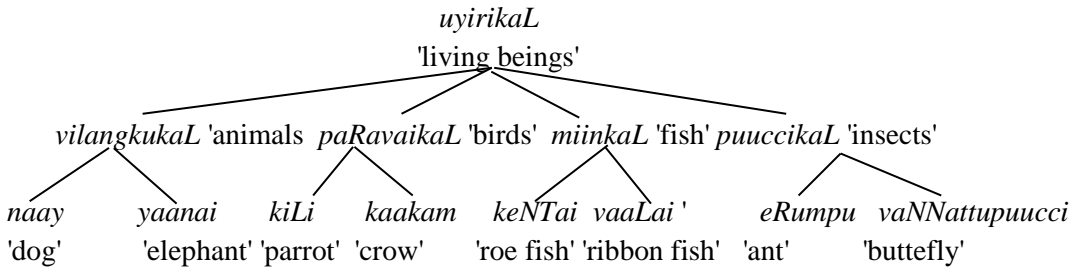 uyirikaL
'living beings'
vilangkukaL 'animals paRavaikaL 'birds' miinkaL 'fish' puuccikaL 'insects'
naay yaanai kiLi kaakam keNTai vaaLai ' eRumpu vaNNattupuucci
'dog' 'elephant' 'parrot' 'crow' 'roe fish' 'ribbon fish' 'ant' 'buttefly'